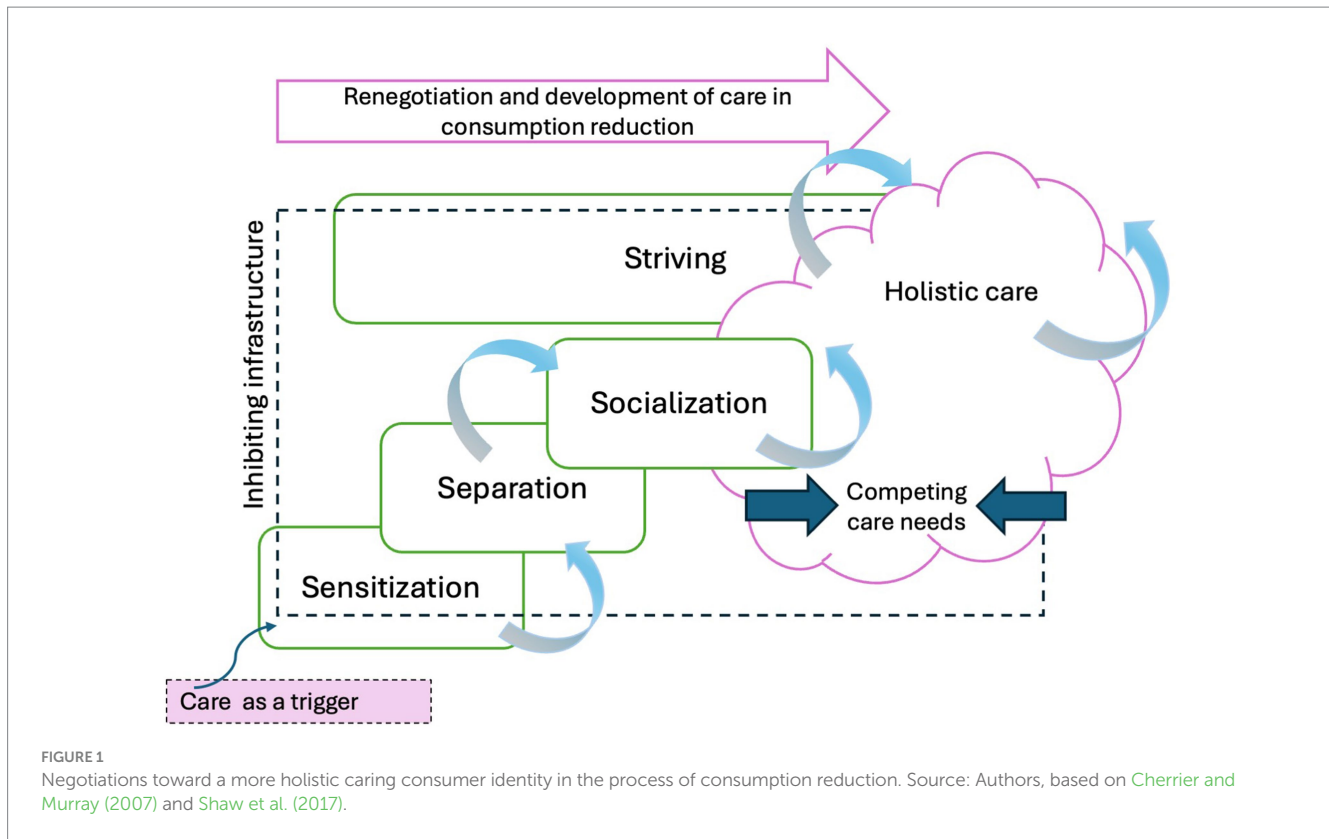 Renegotiation and development of care in
consumption reduction
Inhibiting infrastructure
Striving
Holistic care
Socialization
Separation
Competing
care needs
Sensitization
Care as a trigger
FIGURE 1
Negotiations toward a more holistic caring consumer identity in the process of consumption reduction. Source: Authors, based on Cherrier and
Murray (2007) and Shaw et al. (2017).